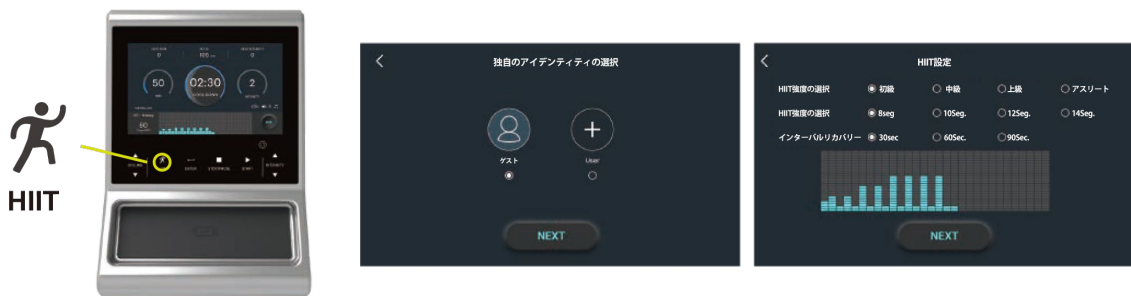 HIIT
50
02:30
2
ENTER
START
独自のアイデンティティの選択
ゲスト
User
NEXT
HIIT設定
HIIT強度の選択 初級 中級 上級 アスリート
HIIT強度の選択 8seg 10Seg. 12Seg. 14Seg.
インターバルリカバリー 30sec 60Sec. 90Sec.
NEXT